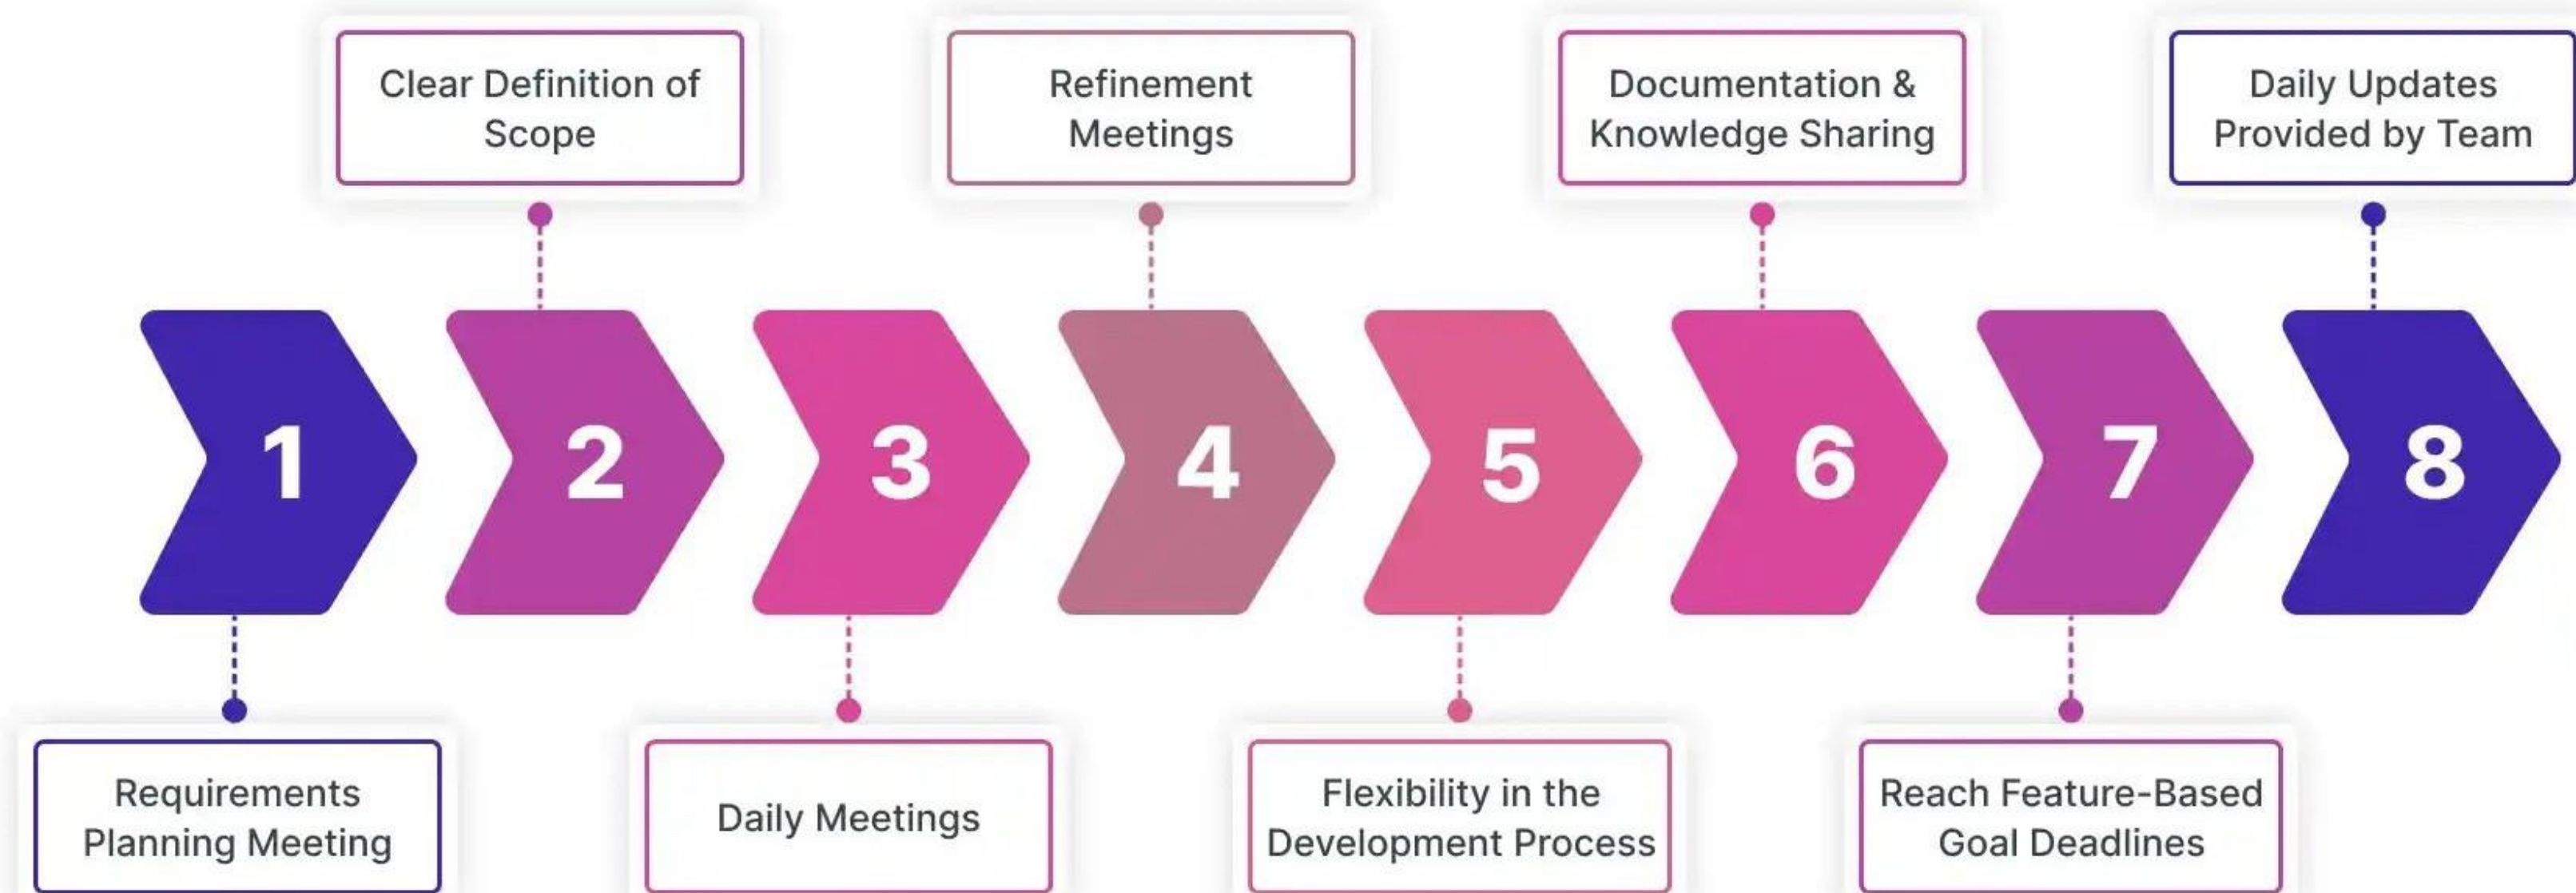 Clear Definition of
Scope
Refinement
Meetings
Documentation &
Knowledge Sharing
Daily Updates
Provided by Team
1
2
3
4
5
6
7
8
Requirements
Planning Meeting
Daily Meetings
Flexibility in the
Development Process
Reach Feature-Based
Goal Deadlines